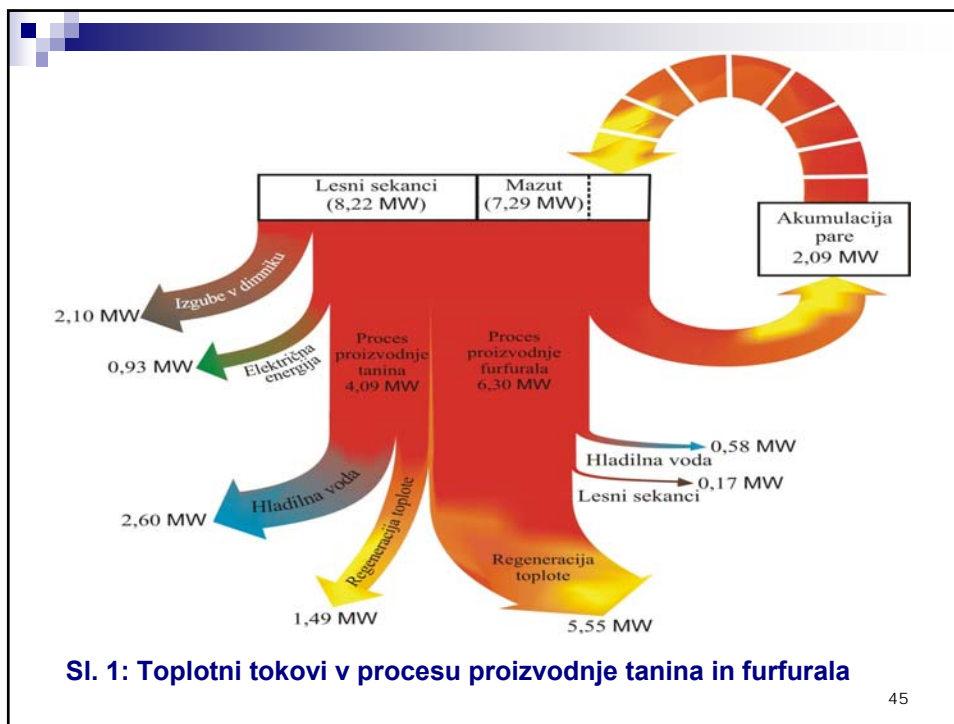 Lesni sekanci
(8,22 MW)
Mazut
(7,29 MW)
Akumulacija
pare
2,09 MW
Izgube v dimniku
2,10 MW
Električna
energija
0,93 MW
Proces
proizvodnje
tanina
4,09 MW
Proces
proizvodnje
furfurala
6,30 MW
0,58 MW
Hladilna voda
0,17 MW
Lesni sekanci
Hladilna voda
2,60 MW
Regeneracija toplote
1,49 MW
Regeneracija
toplote
5,55 MW
Sl. 1: Toplotni tokovi v procesu proizvodnje tanina in furfurala
45